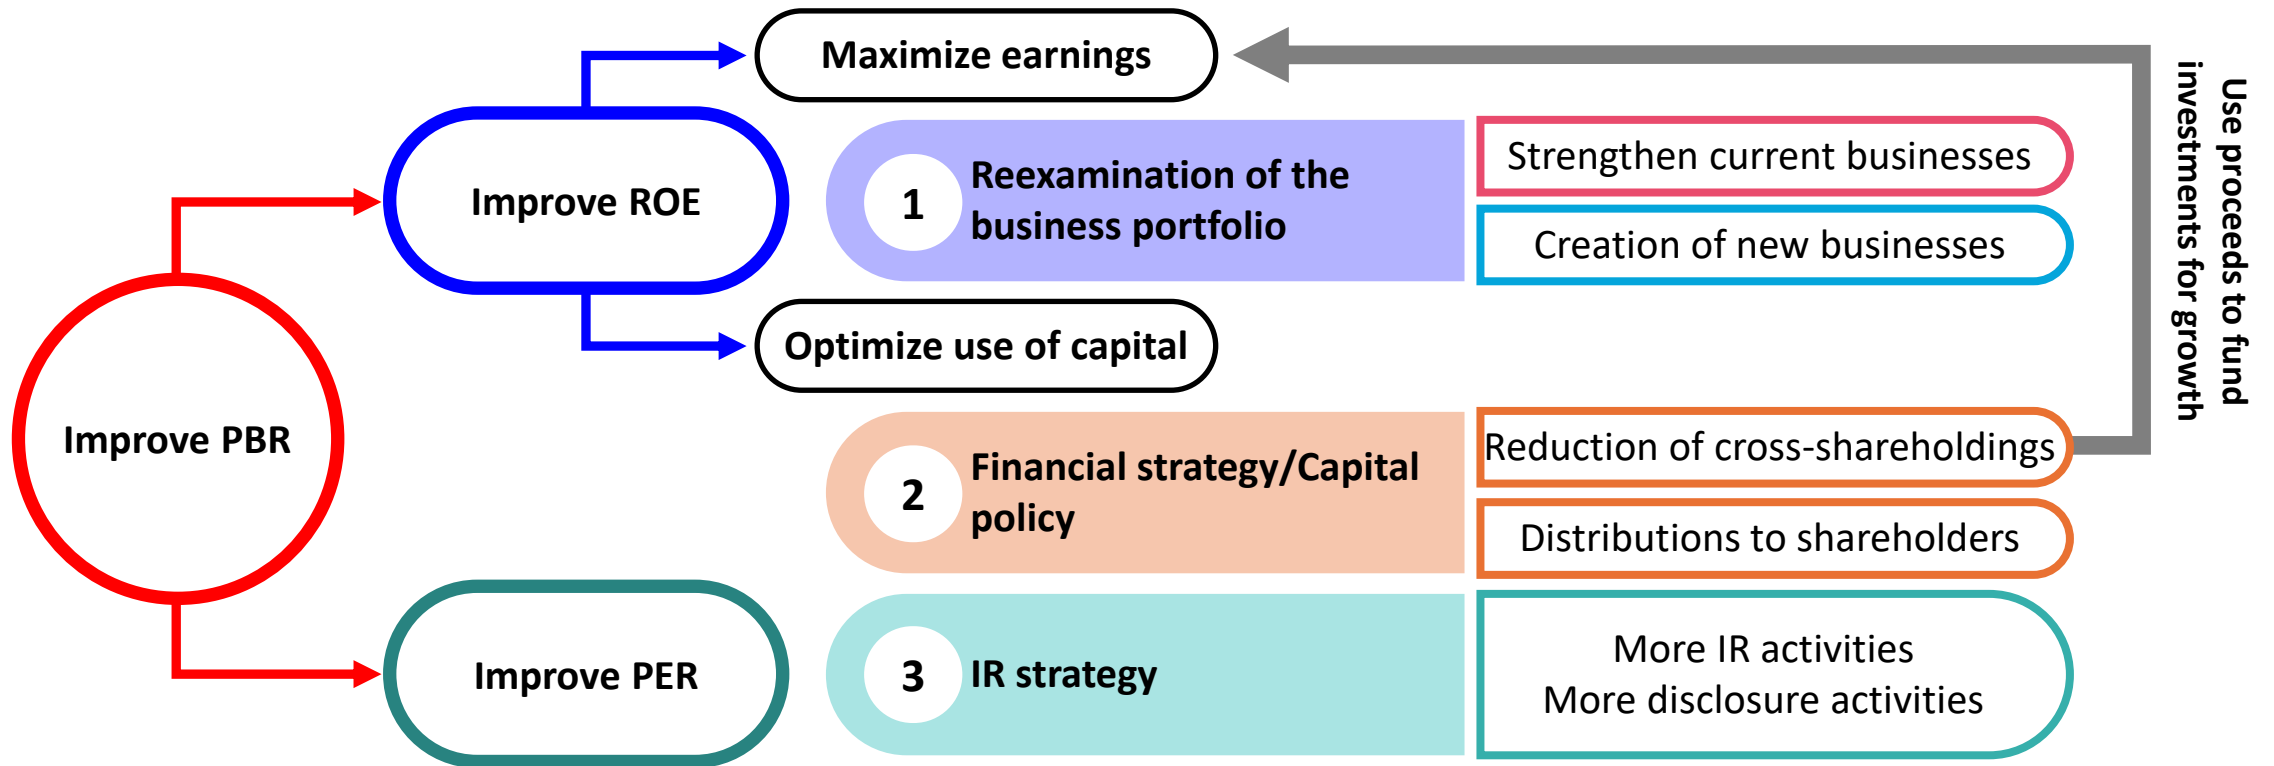 Maximize earnings
Improve ROE
1
Reexamination of the
business portfolio
Strengthen current businesses
Creation of new businesses
Optimize use of capital
Improve PBR
2
Financial strategy/Capital
policy
Reduction of cross-shareholdings
Distributions to shareholders
Use proceeds to fund
investments for growth
Improve PER
3
IR strategy
More IR activities
More disclosure activities